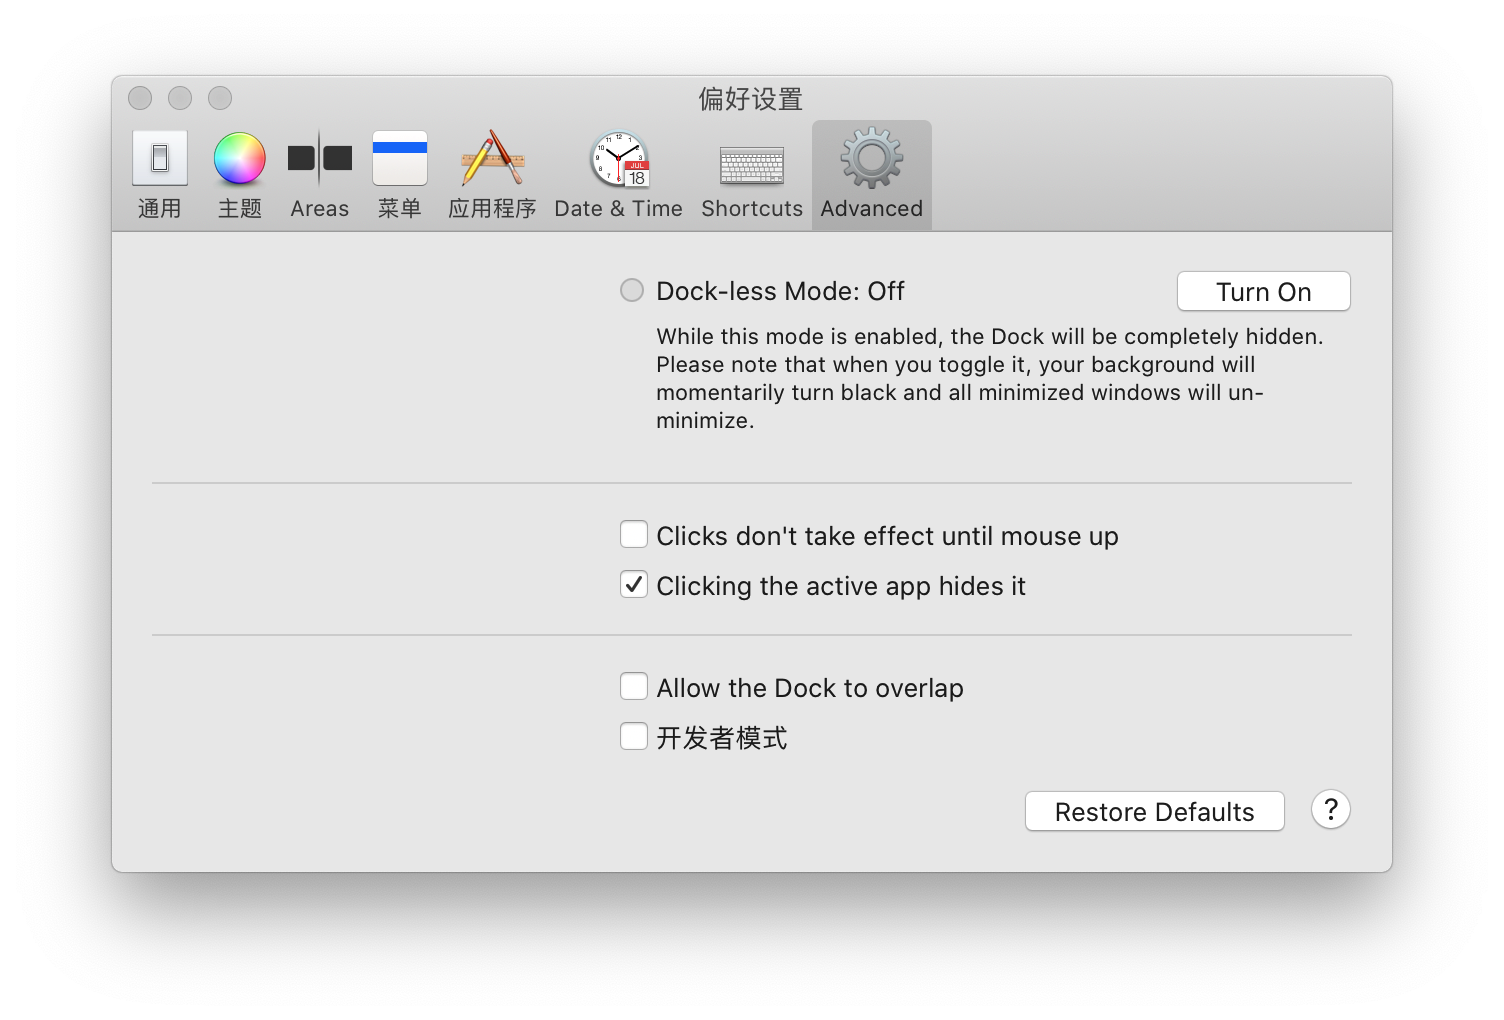 偏好设置
通用
主题
Areas
菜单
应用程序
Date & Time
Shortcuts
Advanced
Dock-less Mode: Off
Turn On
While this mode is enabled, the Dock will be completely hidden.
Please note that when you toggle it, your background will
momentarily turn black and all minimized windows will un-
minimize.
Clicks don't take effect until mouse up
Clicking the active app hides it
Allow the Dock to overlap
开发者模式
Restore Defaults
?